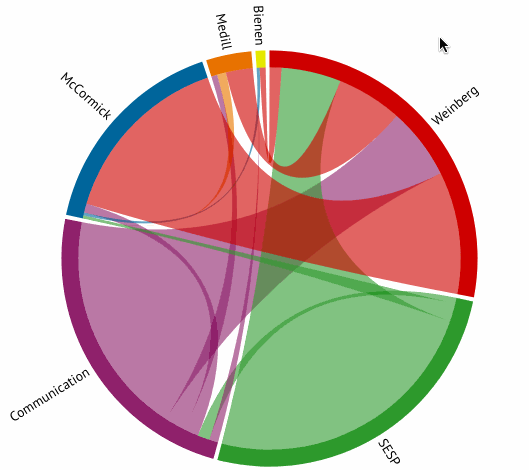 Bienen
Medill
McCormick
Weinberg
Communication
SESP